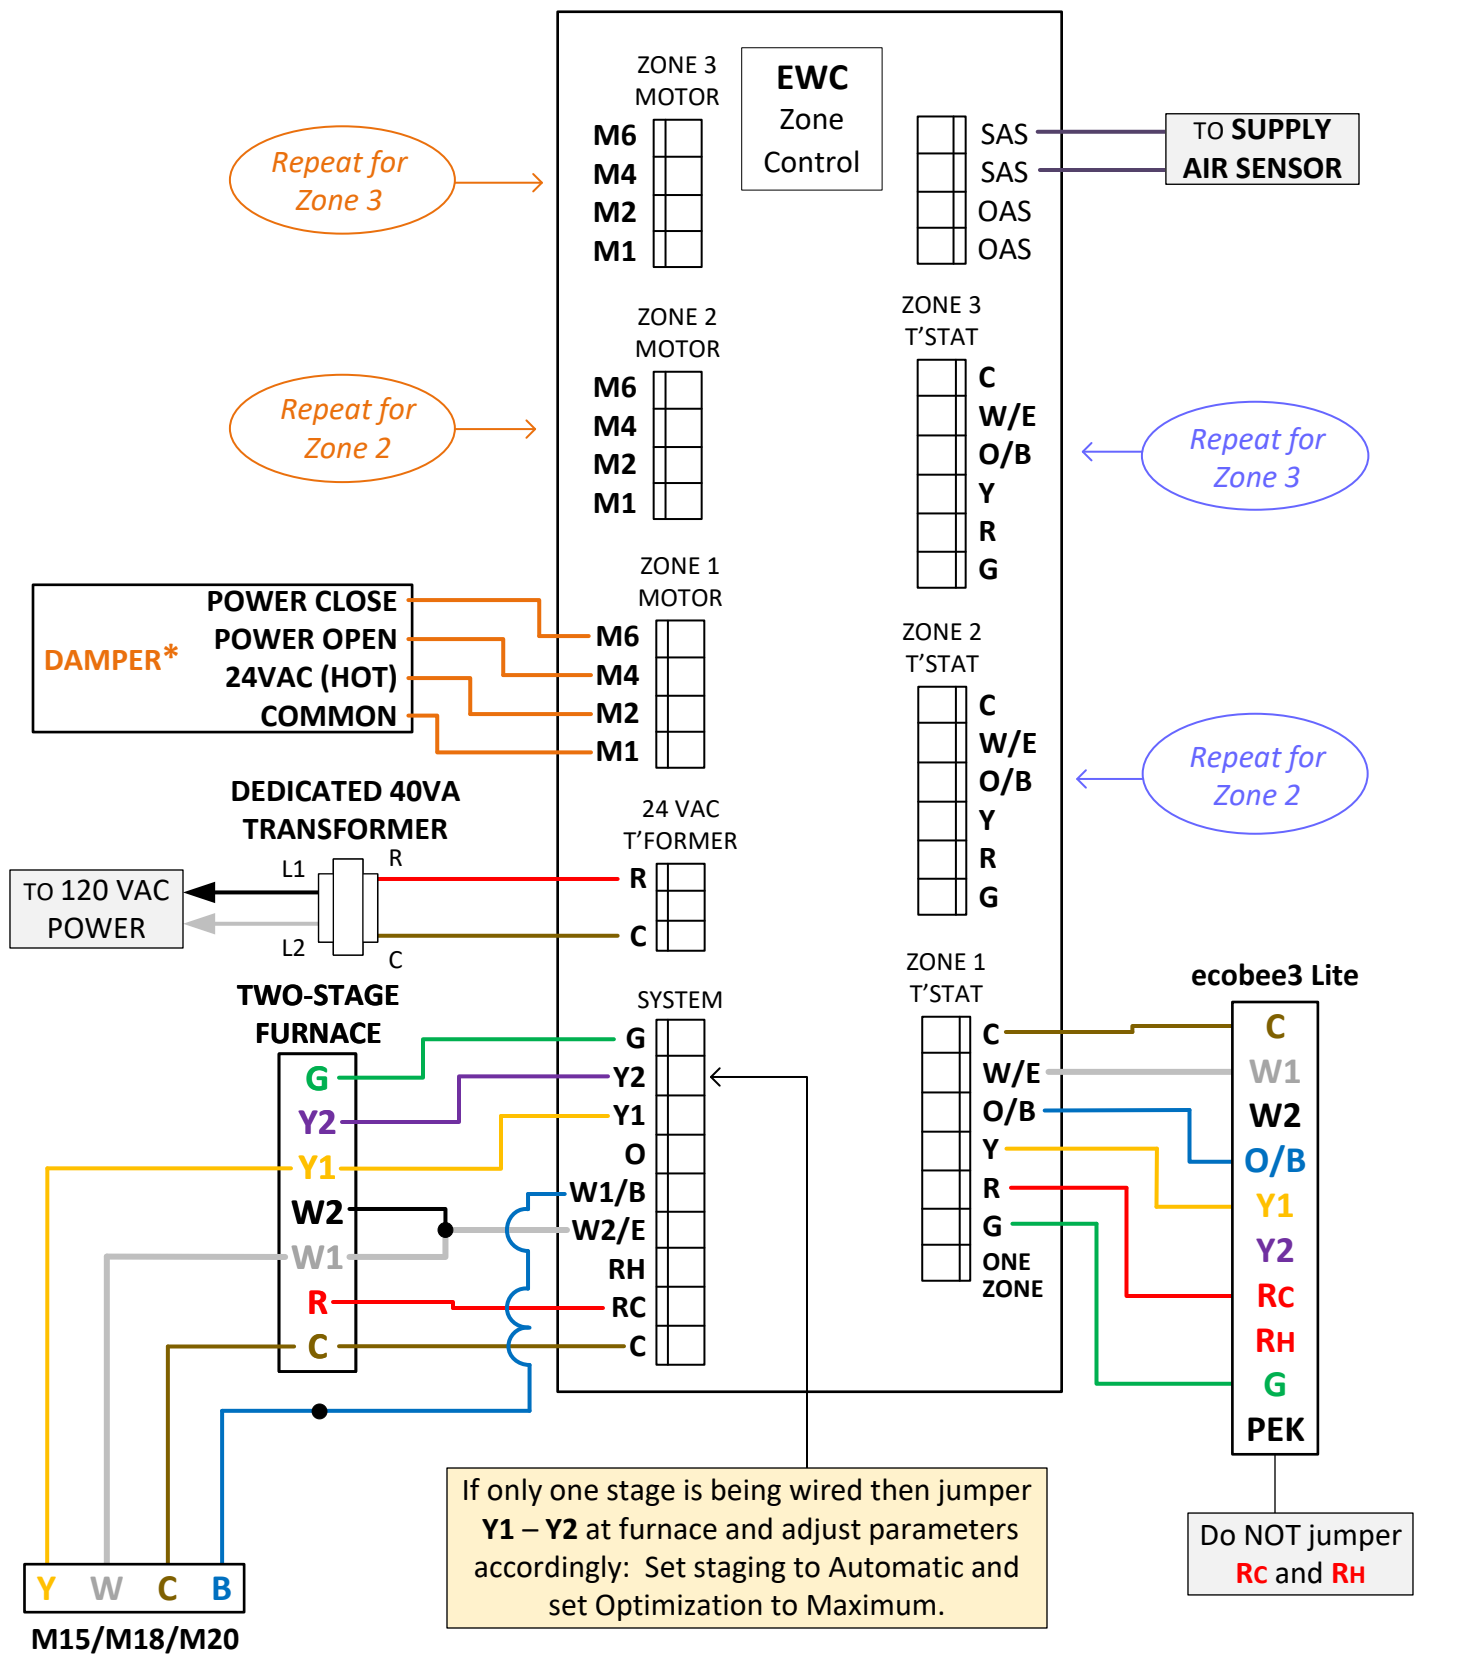 EWC
Zone
Control
ZONE 3
MOTOR
M6
M4
M2
M1
Repeat for
Zone 3
SAS
SAS
OAS
OAS
TO SUPPLY
AIR SENSOR
ZONE 2
MOTOR
M6
M4
M2
M1
Repeat for
Zone 2
ZONE 3
T'STAT
C
W/E
O/B
Y
R
G
Repeat for
Zone 3
ZONE 1
MOTOR
M6
M4
M2
M1
DAMPER*
POWER CLOSE
POWER OPEN
24VAC (HOT)
COMMON
ZONE 2
T'STAT
C
W/E
O/B
Y
R
G
Repeat for
Zone 2
DEDICATED 40VA
TRANSFORMER
L1
R
L2
C
TO 120 VAC
POWER
24 VAC
T'FORMER
R
C
TWO-STAGE
FURNACE
G
Y2
Y1
W2
W1
R
C
SYSTEM
G
Y2
Y1
O
W1/B
W2/E
RH
RC
C
ZONE 1
T'STAT
C
W/E
O/B
Y
R
G
ONE
ZONE
ecobee3 Lite
C
W1
W2
O/B
Y1
Y2
RC
RH
G
PEK
Do NOT jumper
RC and RH
If only one stage is being wired then jumper
Y1 – Y2 at furnace and adjust parameters
accordingly: Set staging to Automatic and
set Optimization to Maximum.
Y W C B
M15/M18/M20